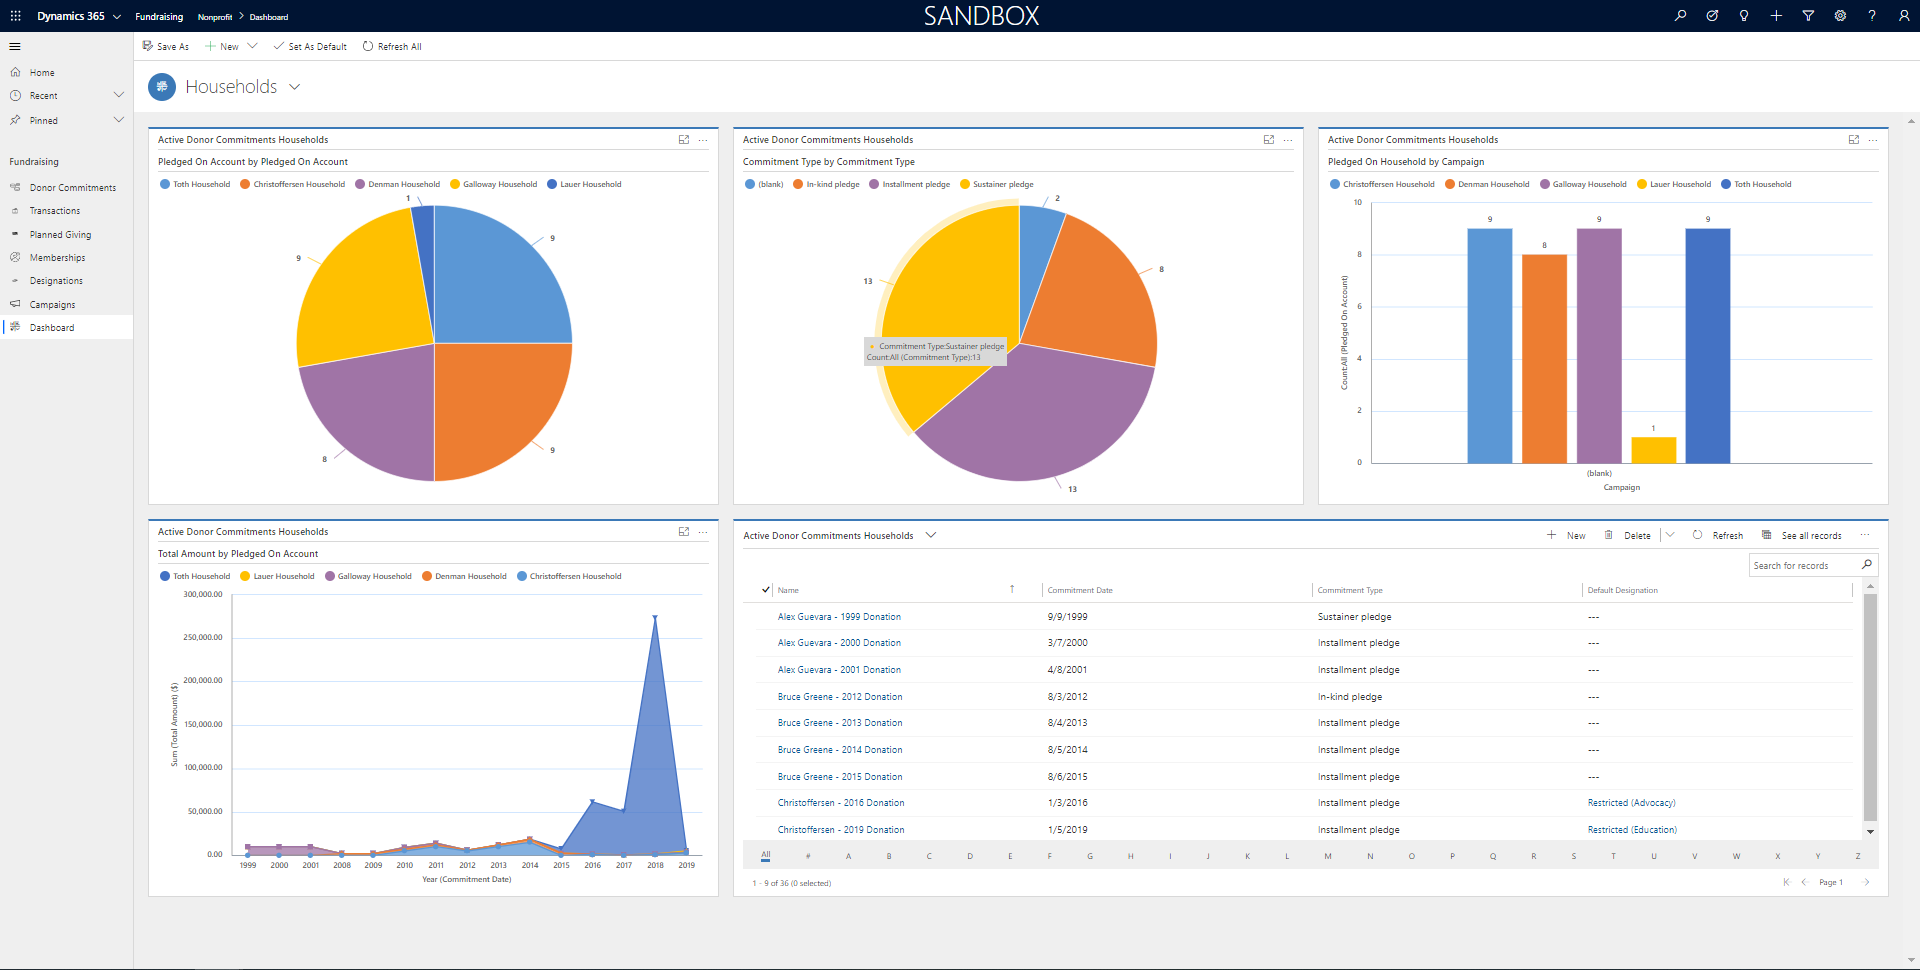 Dynamics 365 Fundraising Nonprofit > Dashboard
SANDBOX
Home
Recent
Pinned
Fundraising
Donor Commitments
Transactions
Planned Giving
Memberships
Designations
Campaigns
Dashboard
Save As New Set As Default Refresh All
Households
Active Donor Commitments Households
Pledged On Account by Pledged On Account
Toth Household Christoffersen Household Denman Household Galloway Household Lauer Household
1
9
9
9
8
Active Donor Commitments Households
Commitment Type by Commitment Type
(blank) In-kind pledge Installment pledge Sustainer pledge
2
8
13
Commitment Type:Sustainer pledge
Count:All (Commitment Type):13
13
Active Donor Commitments Households
Pledged On Household by Campaign
Christoffersen Household Denman Household Galloway Household Lauer Household Toth Household
Count:All (Pledged On Account)
10
8
6
4
2
0
9 8 9 1 9
(blank)
Campaign
Active Donor Commitments Households
Total Amount by Pledged On Account
Toth Household Lauer Household Galloway Household Denman Household Christoffersen Household
Sum (Total Amount) ($)
300,000.00
250,000.00
200,000.00
150,000.00
100,000.00
50,000.00
0.00
1999 2000 2001 2008 2009 2010 2011 2012 2013 2014 2015 2016 2017 2018 2019
Year (Commitment Date)
Active Donor Commitments Households
New Delete Refresh See all records
Search for records
Name Commitment Date Commitment Type Default Designation
Alex Guevara - 1999 Donation 9/9/1999 Sustainer pledge ---
Alex Guevara - 2000 Donation 3/7/2000 Installment pledge ---
Alex Guevara - 2001 Donation 4/8/2001 Installment pledge ---
Bruce Greene - 2012 Donation 8/3/2012 In-kind pledge ---
Bruce Greene - 2013 Donation 8/4/2013 Installment pledge ---
Bruce Greene - 2014 Donation 8/5/2014 Installment pledge ---
Bruce Greene - 2015 Donation 8/6/2015 Installment pledge ---
Christoffersen - 2016 Donation 1/3/2016 Installment pledge Restricted (Advocacy)
Christoffersen - 2019 Donation 1/5/2019 Installment pledge Restricted (Education)
All # A B C D E F G H I J K L M N O P Q R S T U V W X Y Z
1 - 9 of 36 (0 selected)
Page 1